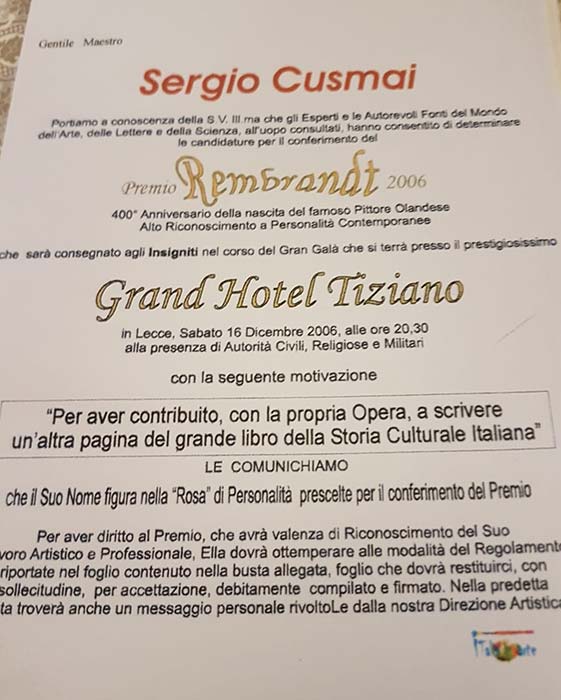 Gentile Maestro
Sergio Cusmai
Portiamo a conoscenza della S.V. Ill.ma che gli Esperti e le Autorevoli Fonti del Mondo
dell'Arte, delle Lettere e della Scienza, all'uopo consultati, hanno consentito di determinare
le candidature per il conferimento del
Premio Rembrandt 2006
400° Anniversario della nascita del famoso Pittore Olandese
Alto Riconoscimento a Personalità Contemporanee
che sarà consegnato agli Insigniti nel corso del Gran Galà che si terrà presso il prestigiosissimo
Grand Hotel Tiziano
in Lecce, Sabato 16 Dicembre 2006, alle ore 20,30
alla presenza di Autorità Civili, Religiose e Militari
con la seguente motivazione
"Per aver contribuito, con la propria Opera, a scrivere
un'altra pagina del grande libro della Storia Culturale Italiana"
LE COMUNICHIAMO
che il Suo Nome figura nella "Rosa" di Personalità prescelte per il conferimento del Premio
Per aver diritto al Premio, che avrà valenza di Riconoscimento del Suo
voro Artistico e Professionale, Ella dovrà ottemperare alle modalità del Regolamento
riportate nel foglio contenuto nella busta allegata, foglio che dovrà restituirci, con
sollecitudine, per accettazione, debitamente compilato e firmato. Nella predetta
ta troverà anche un messaggio personale rivoltoLe dalla nostra Direzione Artistica